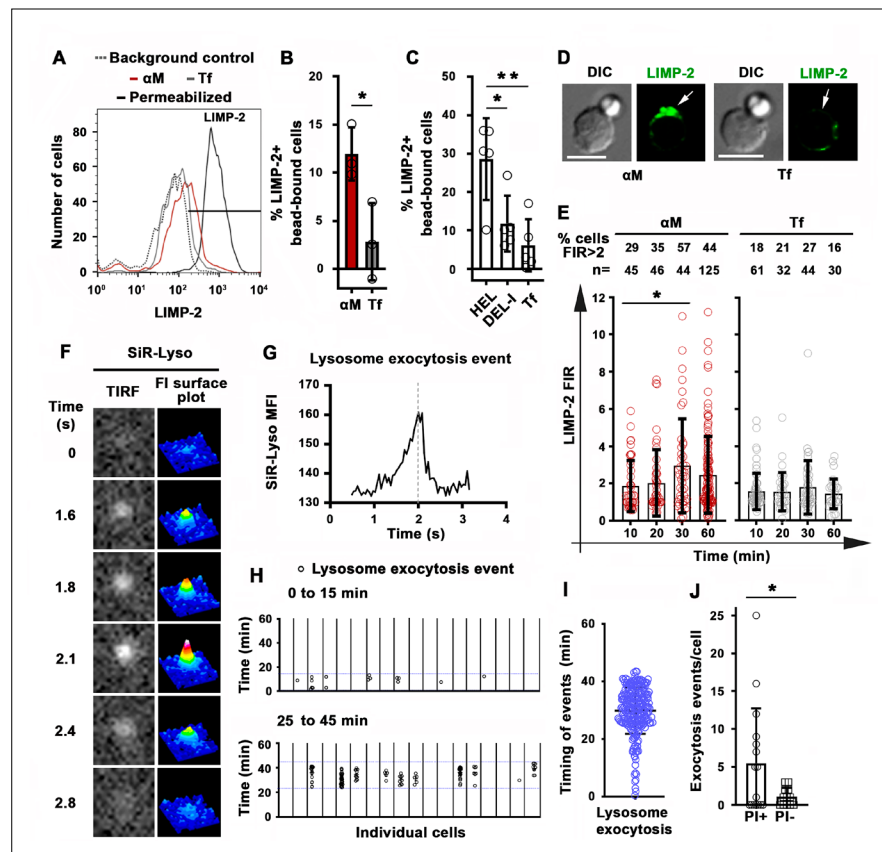 A
Background control
αM Tf
Permeabilized
LIMP-2
Number of cells
80
60
40
20
0
10⁰ 10¹ 10² 10³ 10⁴
LIMP-2
B
% LIMP-2+
bead-bound cells
20
15
10
5
0
*
αM Tf
C
% LIMP-2+
bead-bound cells
50
40
30
20
10
0
**
*
HEL
DEL-I
Tf
D
DIC LIMP-2 DIC LIMP-2
αM Tf
E
αM Tf
% cells
FIR>2
29 35 57 44 18 21 27 16
n= 45 46 44 125 61 32 44 30
LIMP-2 FIR
12
10
8
6
4
2
0
*
10 20 30 60 10 20 30 60
Time (min)
F
SiR-Lyso
TIRF FI surface
plot
Time
(s)
0
1.6
1.8
2.1
2.4
2.8
G
Lysosome exocytosis event
SiR-Lyso MFI
170
160
150
140
130
0 1 2 3 4
Time (s)
H
Lysosome exocytosis event
0 to 15 min
Time (min)
60
40
20
0
25 to 45 min
Time (min)
60
40
20
0
Individual cells
I
Timing of events (min)
60
40
20
0
Lysosome
exocytosis
J
Exocytosis events/cell
25
20
15
10
5
0
*
PI+ PI-